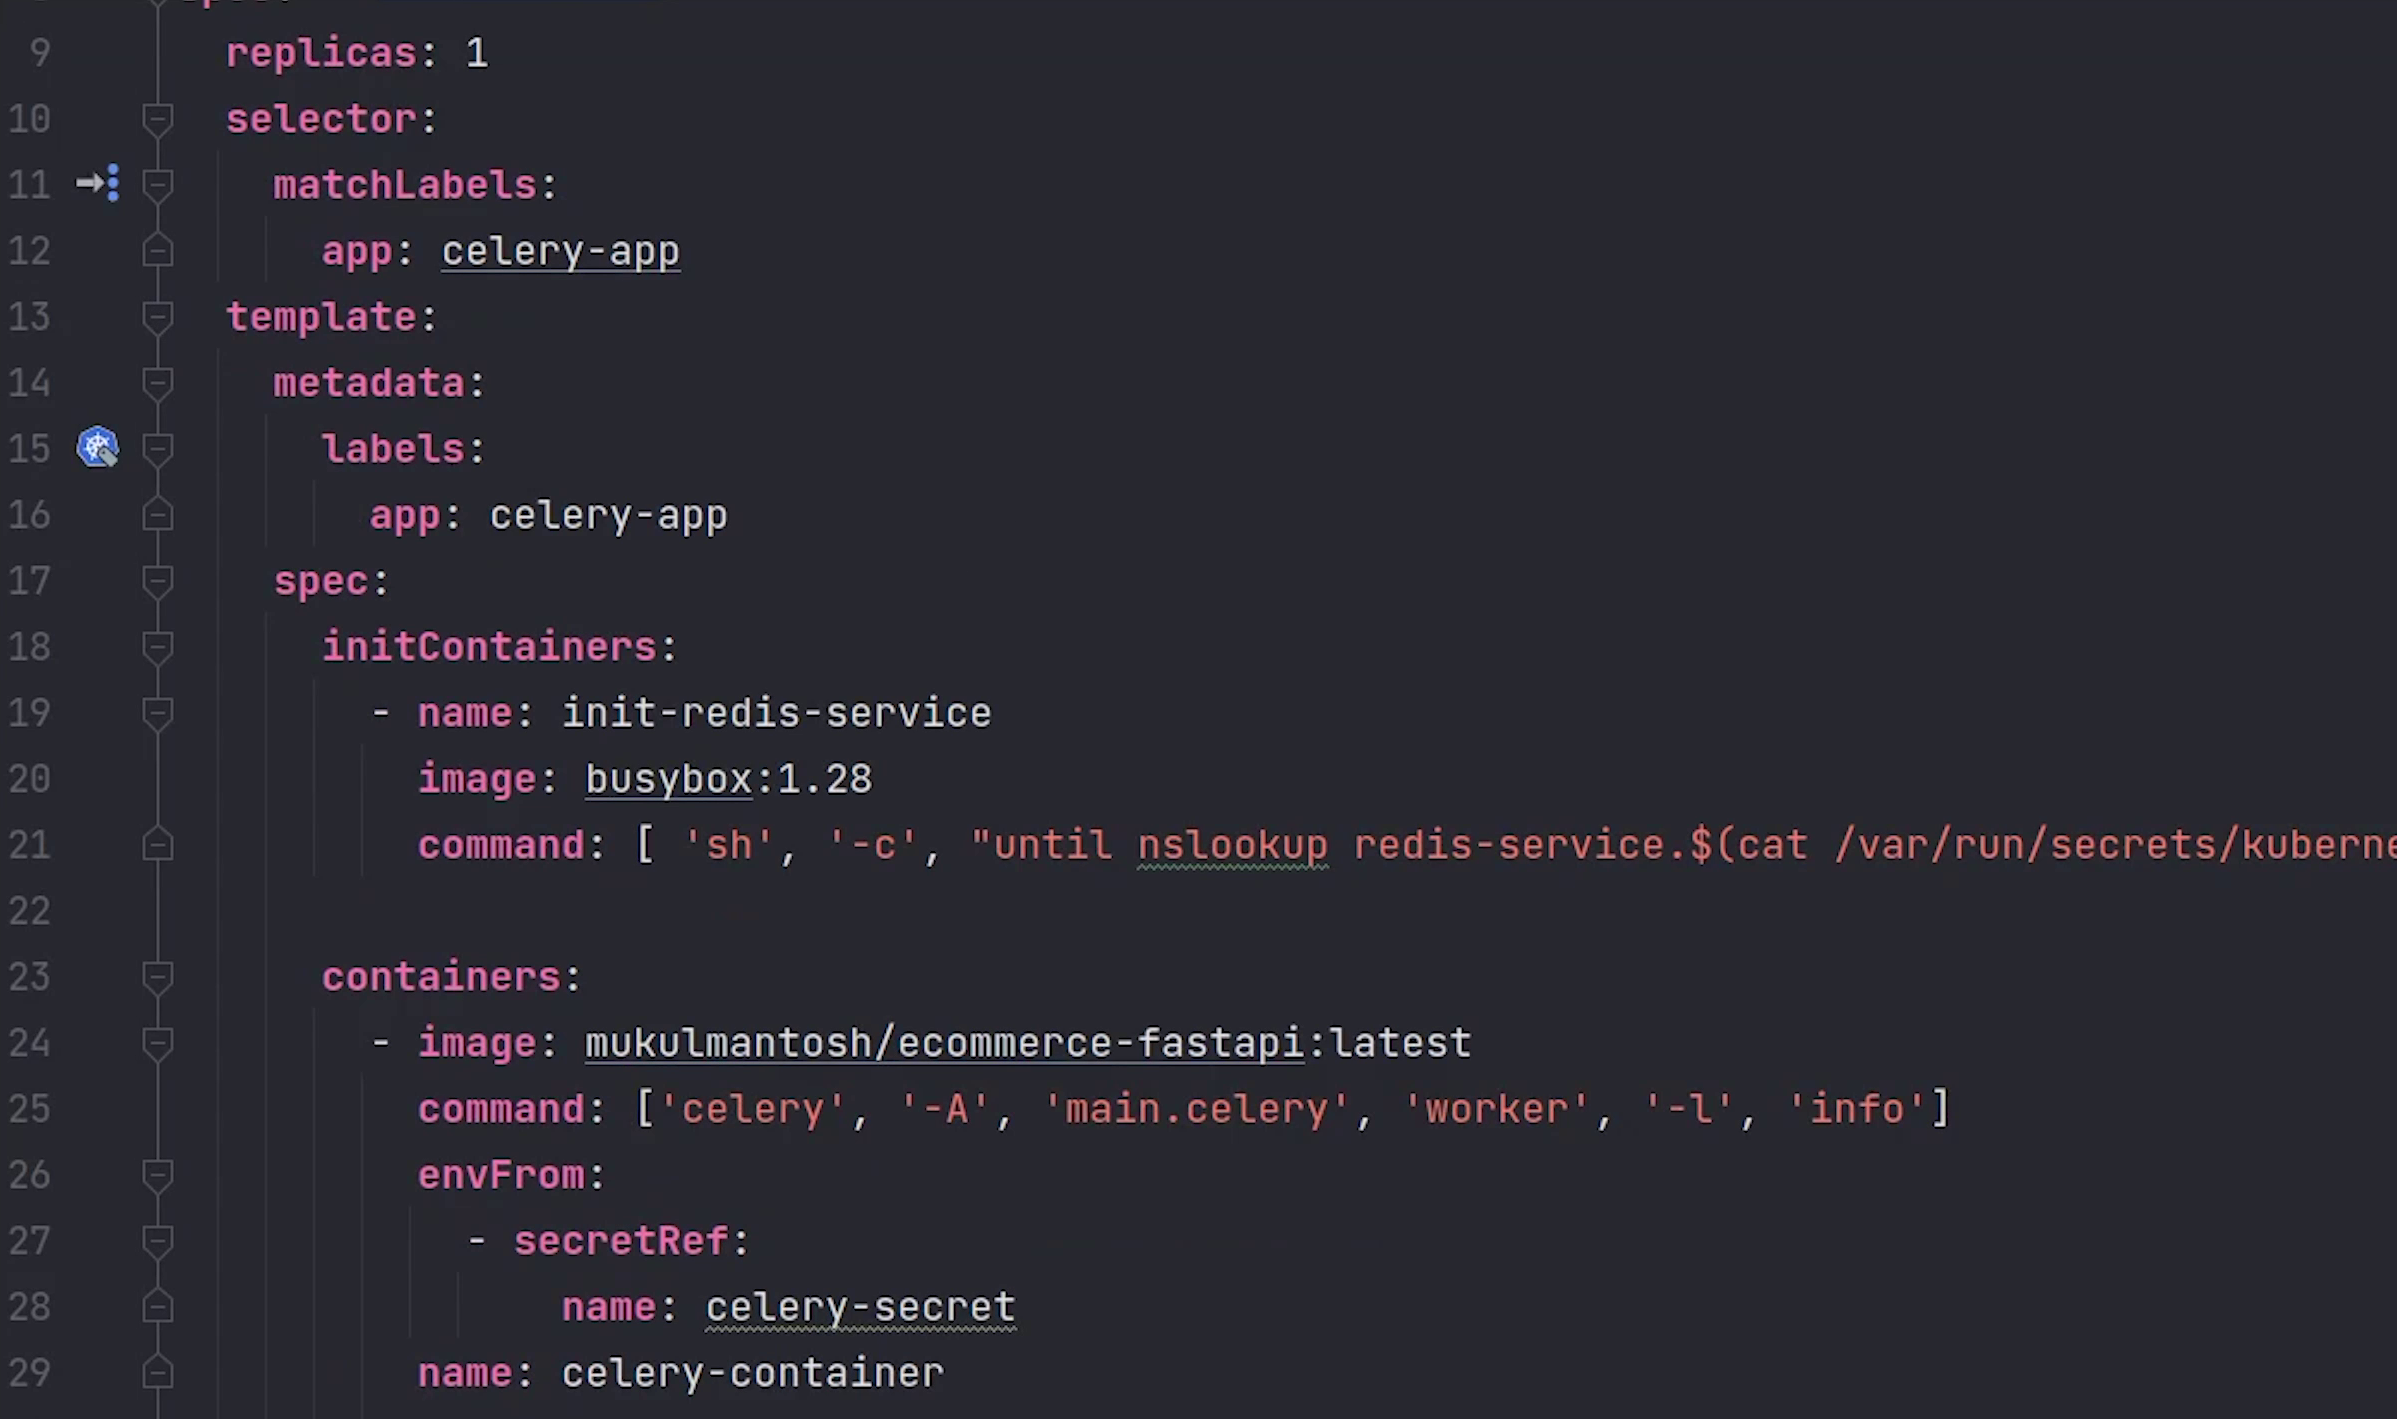 9 replicas: 1
10 selector:
11 matchLabels:
12 app: celery-app
13 template:
14 metadata:
15 labels:
16 app: celery-app
17 spec:
18 initContainers:
19 - name: init-redis-service
20 image: busybox:1.28
21 command: [ 'sh', '-c', "until nslookup redis-service.$(cat /var/run/secrets/kuberne
22
23 containers:
24 - image: mukulmantosh/ecommerce-fastapi:latest
25 command: ['celery', '-A', 'main.celery', 'worker', '-l', 'info']
26 envFrom:
27 - secretRef:
28 name: celery-secret
29 name: celery-container